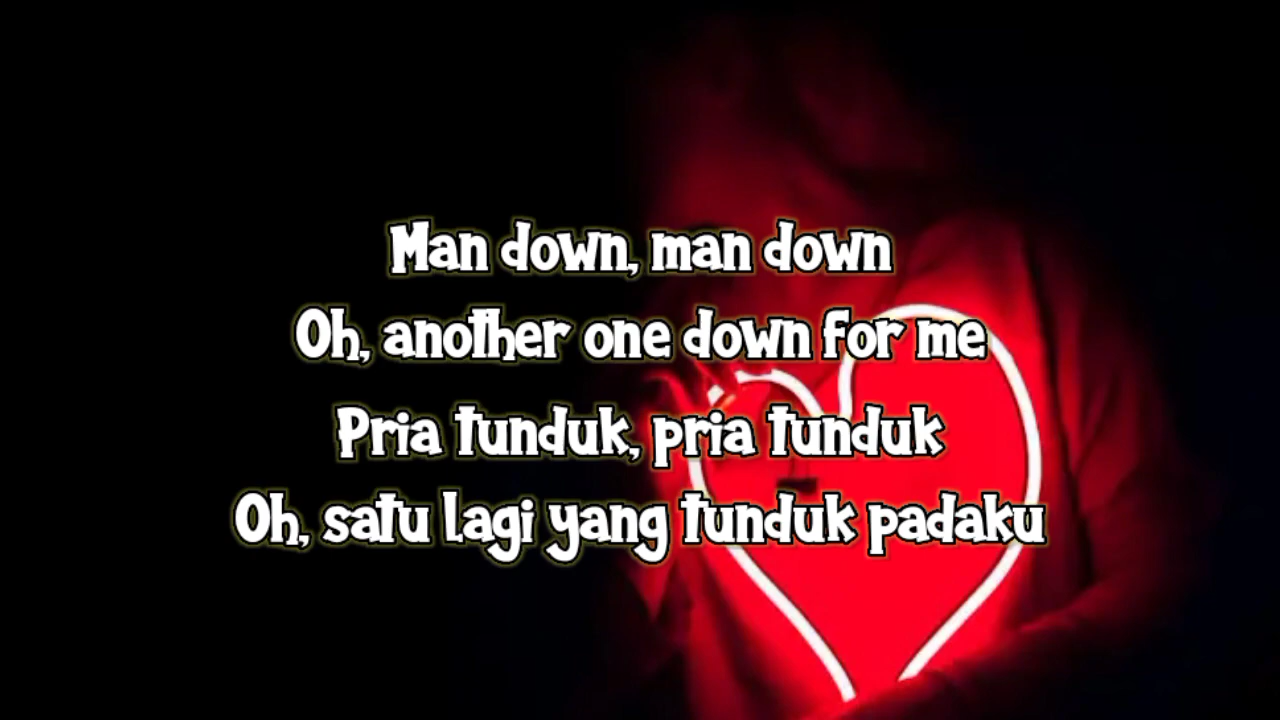 Man down, man down
Oh, another one down for me
Pria tunduk, pria tunduk
Oh, satu lagi yang tunduk padaku